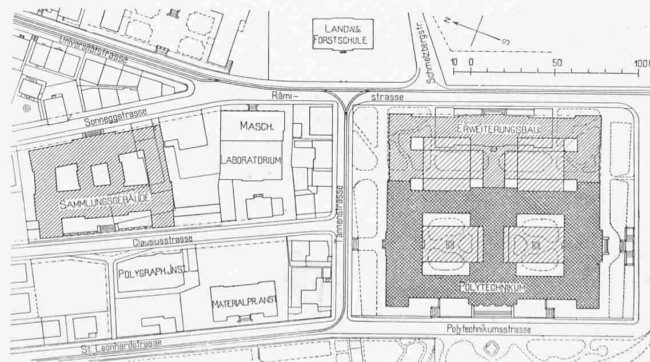 LANDW.&
FORSTSCHULE
Schmelzbergstr.
N
S
10 0 50 100
Universitätstrasse
Rämi-
strasse
Sonneggstrasse
MASCH.
LABORATORIUM
ERWEITERUNGSBAU
SAMMLUNGSGEBÄUDE
Tannenstrasse
Clausiusstrasse
POLYGRAPH.INST.
MATERIALPR.ANST.
POLYTECHNIKUM
Polytechnikumsstrasse
St. Leonhardstrasse